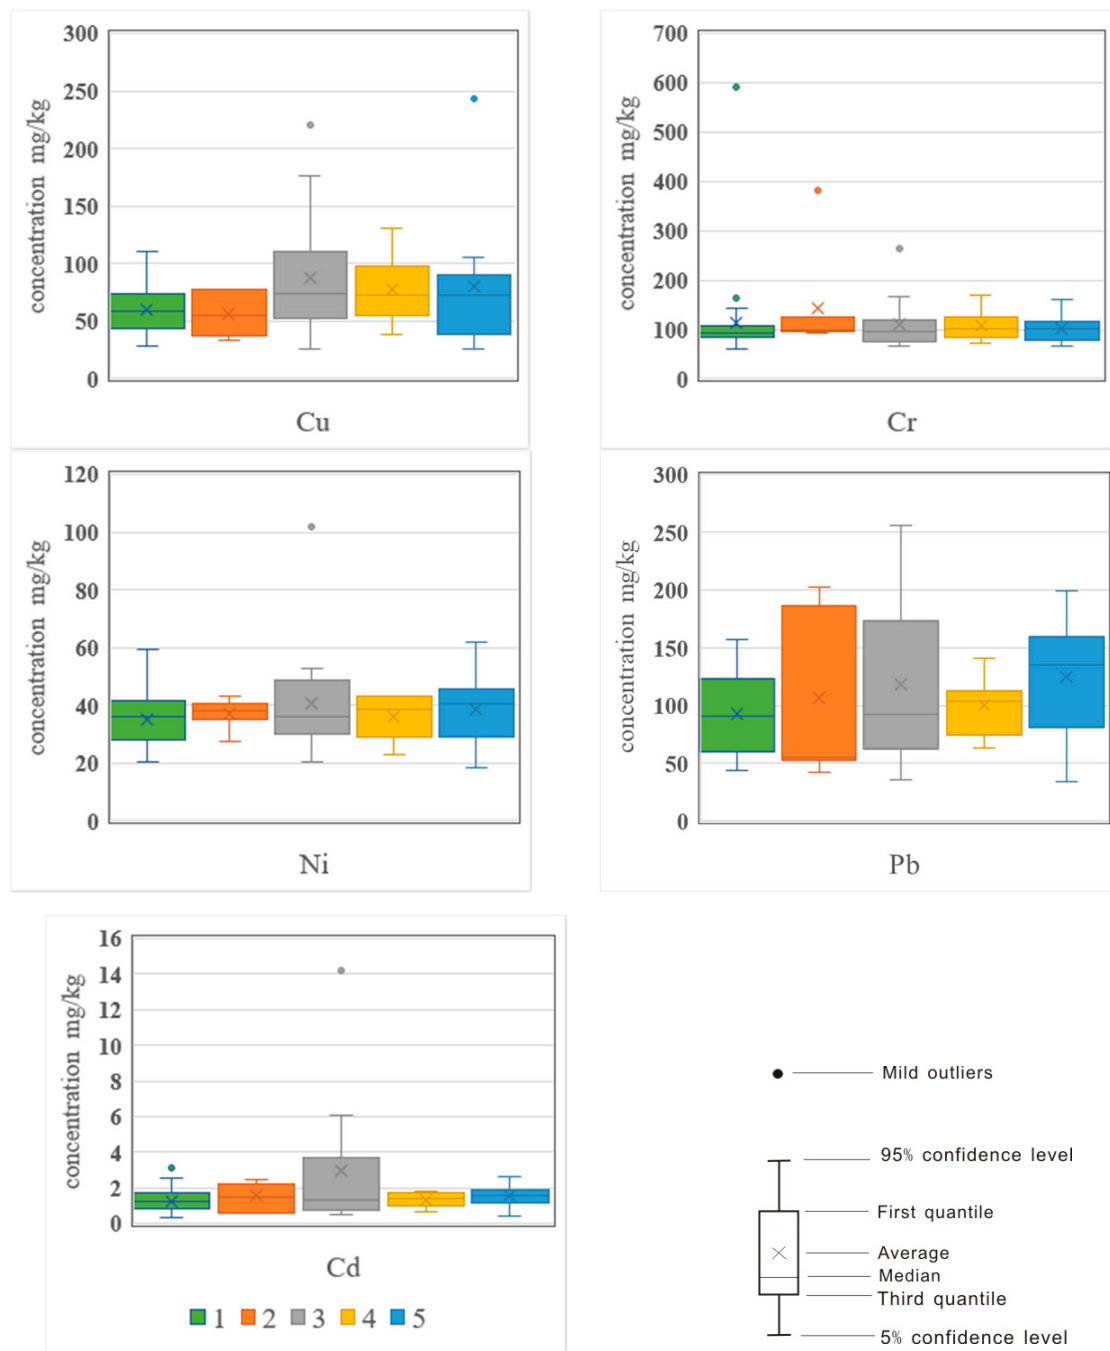 300
250
200
150
100
50
0
concentration mg/kg
Cu
700
600
500
400
300
200
100
0
concentration mg/kg
Cr
120
100
80
60
40
20
0
concentration mg/kg
Ni
300
250
200
150
100
50
0
concentration mg/kg
Pb
16
14
12
10
8
6
4
2
0
concentration mg/kg
Cd
1 2 3 4 5
Mild outliers
95% confidence level
First quantile
Average
Median
Third quantile
5% confidence level